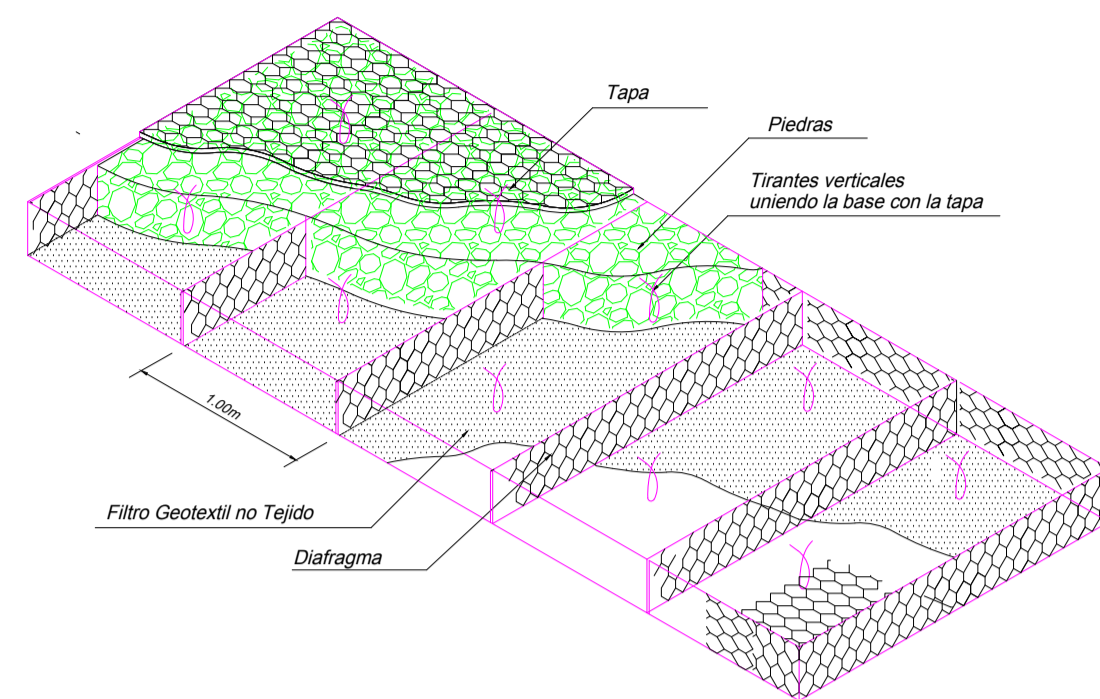 Tapa
Piedras
Tirantes verticales
uniendo la base con la tapa
1.00m
Filtro Geotextil no Tejido
Diafragma